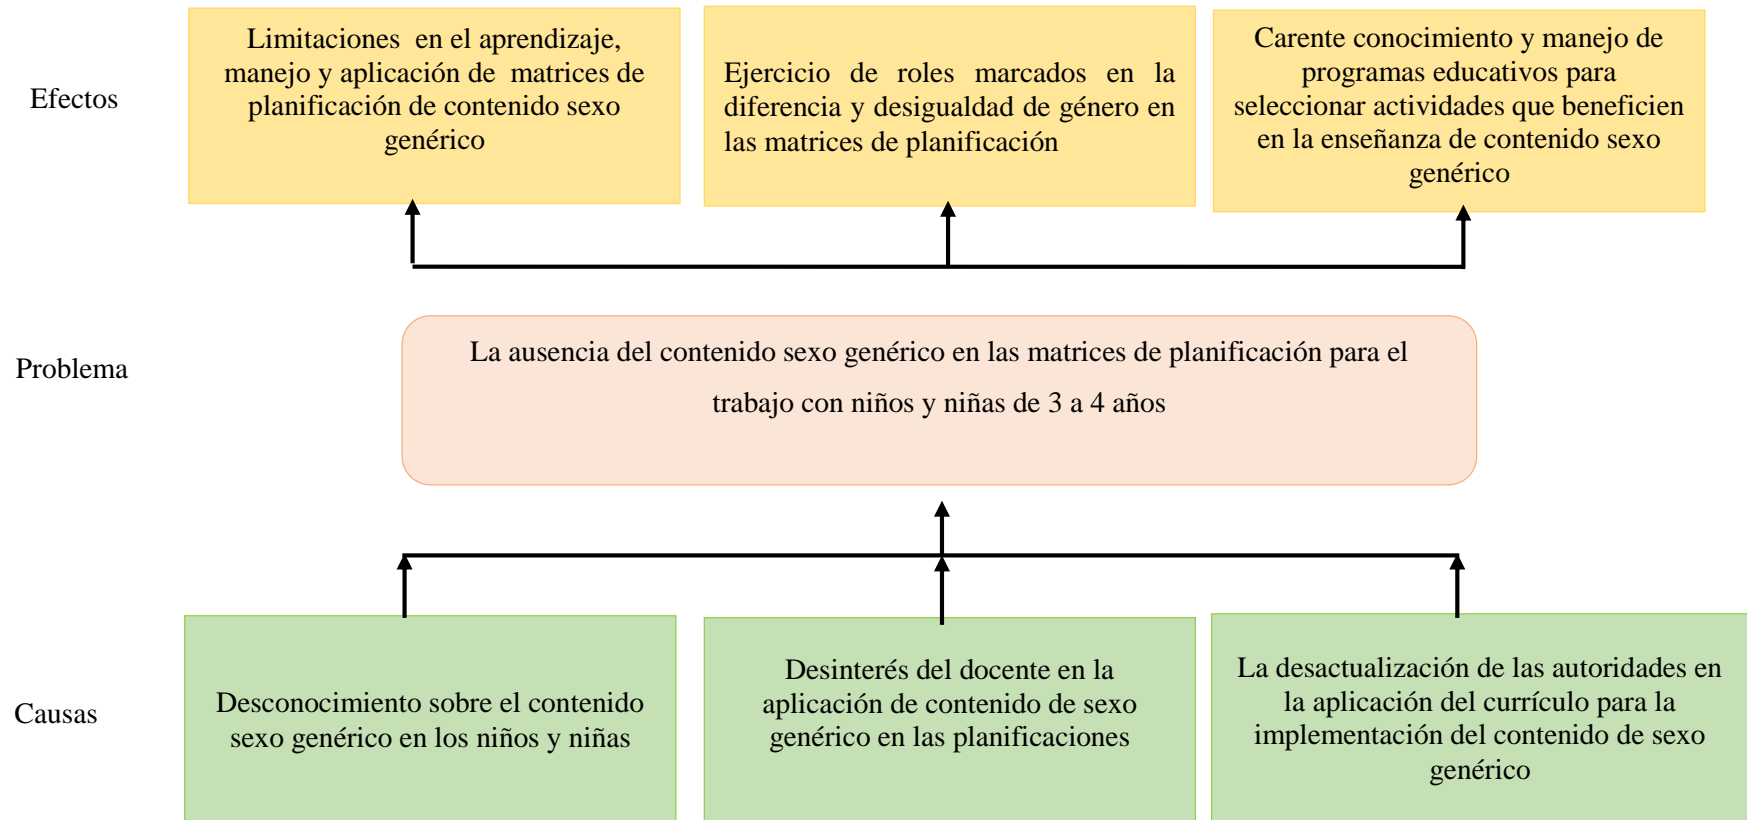 Efectos
Limitaciones en el aprendizaje,
manejo y aplicación de matrices de
planificación de contenido sexo
genérico
Ejercicio de roles marcados en la
diferencia y desigualdad de género en
las matrices de planificación
Carente conocimiento y manejo de
programas educativos para
seleccionar actividades que beneficien
en la enseñanza de contenido sexo
genérico
Problema
La ausencia del contenido sexo genérico en las matrices de planificación para el
trabajo con niños y niñas de 3 a 4 años
Causas
Desconocimiento sobre el contenido
sexo genérico en los niños y niñas
Desinterés del docente en la
aplicación de contenido de sexo
genérico en las planificaciones
La desactualización de las autoridades en
la aplicación del currículo para la
implementación del contenido de sexo
genérico